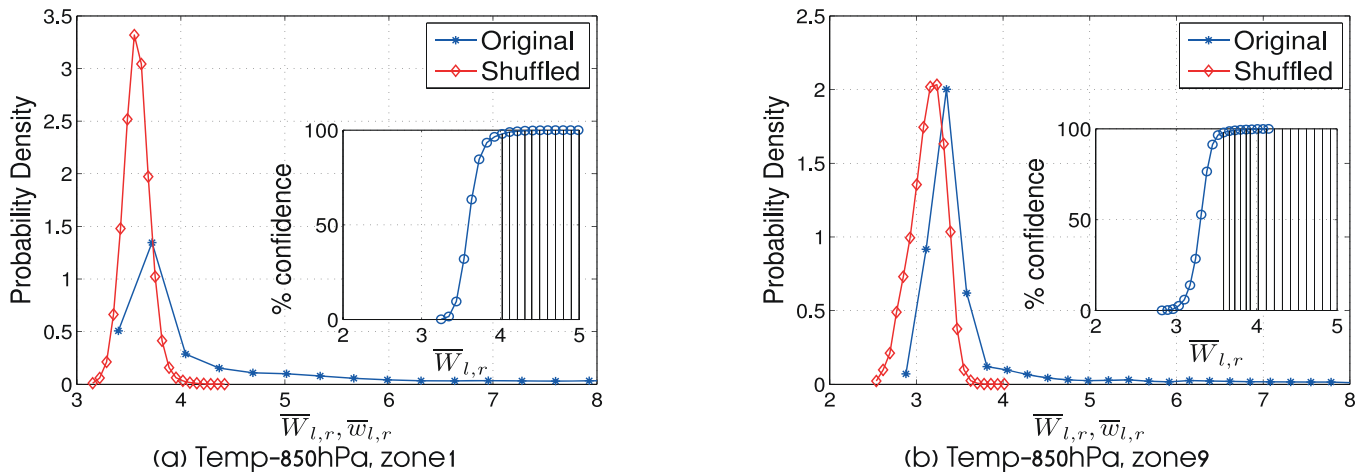 3.5
3
2.5
2
1.5
1
0.5
0
Probability Density
3 4 5 6 7 8
W̅l,r, w̅l,r
Original
Shuffled
100
50
0
% confidence
2 3 4 5
W̅l,r
(a) Temp-850hPa, zone1
2.5
2
1.5
1
0.5
0
Probability Density
2 3 4 5 6 7 8
W̅l,r, w̅l,r
Original
Shuffled
100
50
0
% confidence
2 3 4 5
W̅l,r
(b) Temp-850hPa, zone9